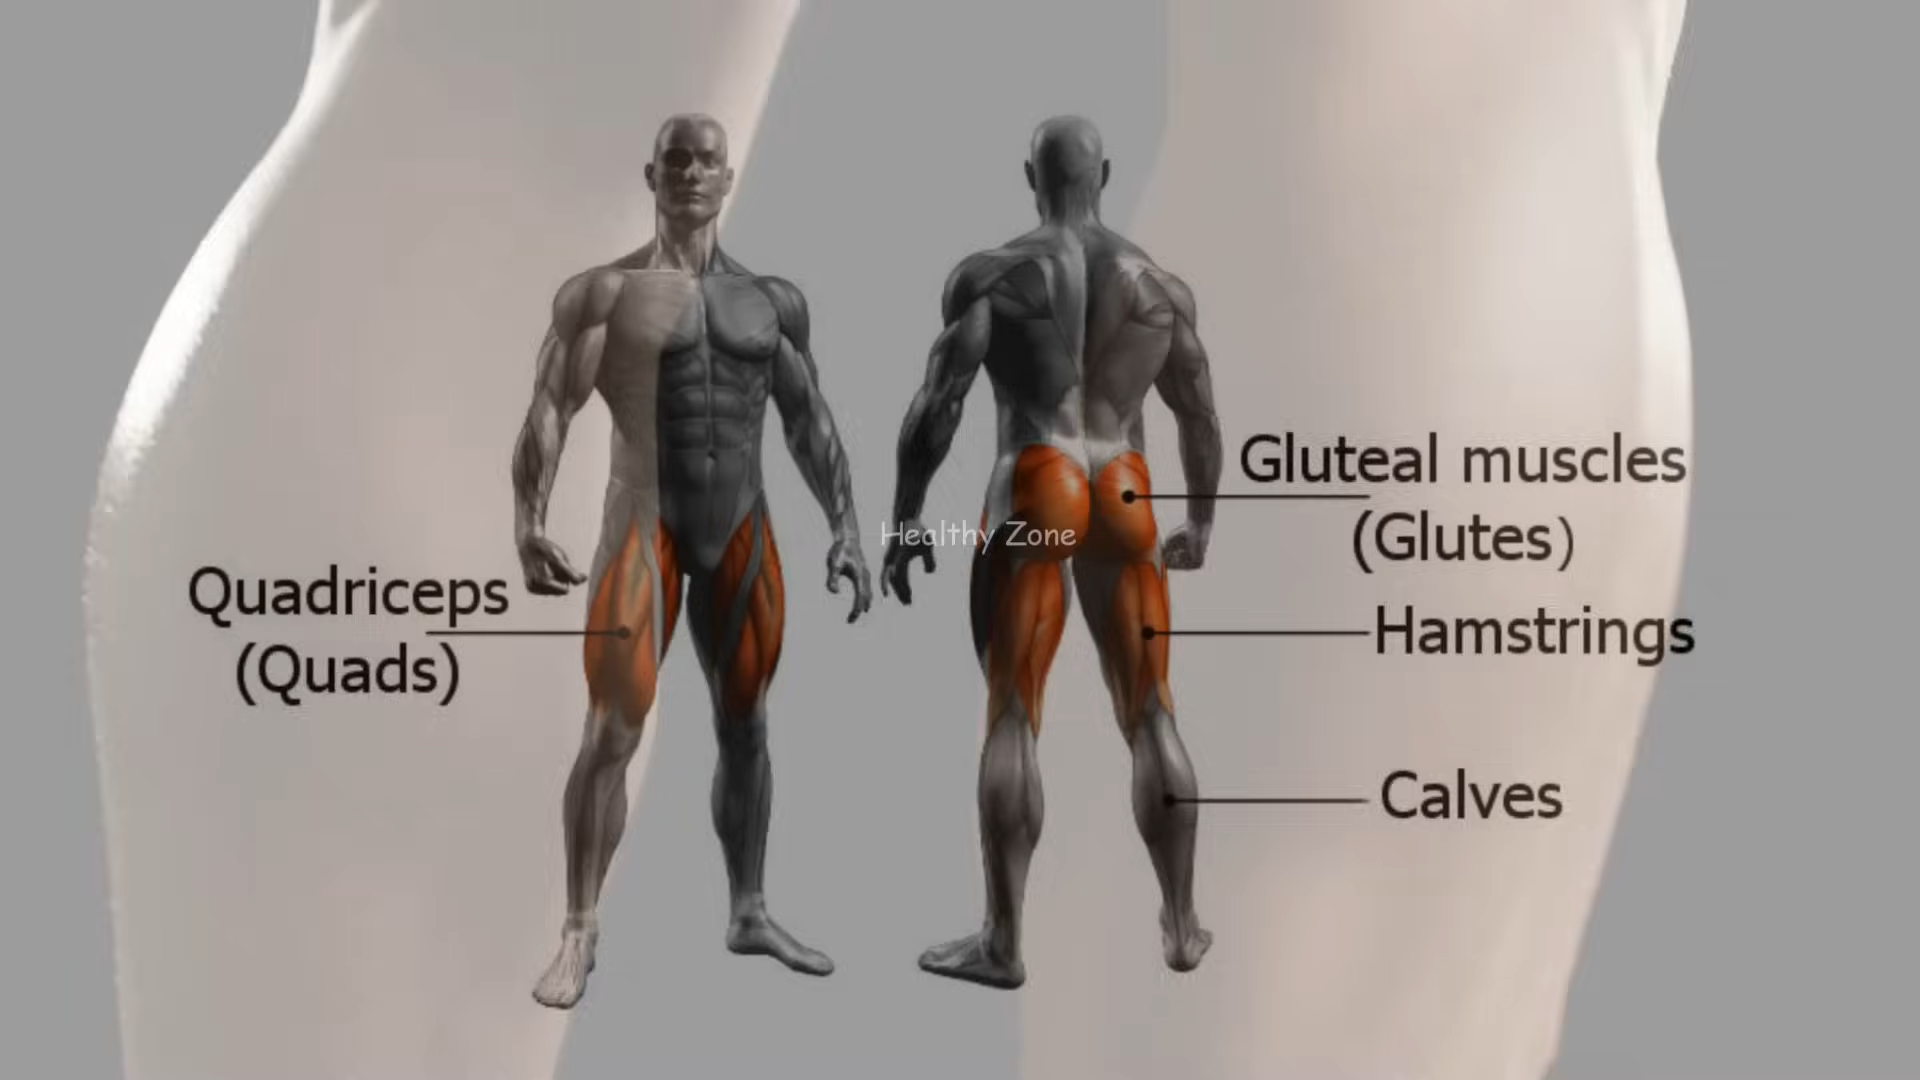 Quadriceps
(Quads)
Healthy Zone
Gluteal muscles
(Glutes)
Hamstrings
Calves